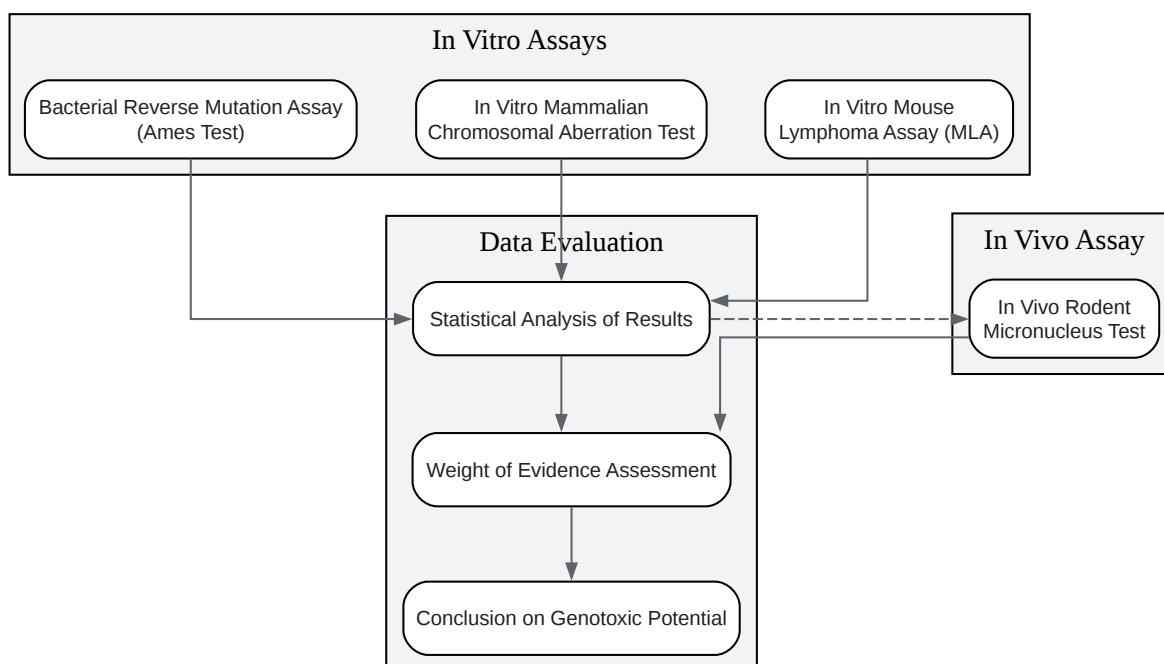 In Vitro Assays
Bacterial Reverse Mutation Assay
(Ames Test)
In Vitro Mammalian
Chromosomal Aberration Test
In Vitro Mouse
Lymphoma Assay (MLA)
Data Evaluation
In Vivo Assay
Statistical Analysis of Results
In Vivo Rodent
Micronucleus Test
Weight of Evidence Assessment
Conclusion on Genotoxic Potential